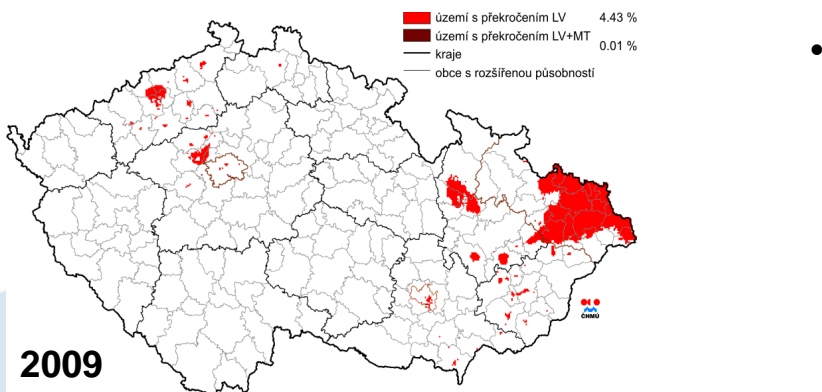 území s překročením LV 4.43 %
území s překročením LV+MT 0.01 %
kraje
obce s rozšířenou působností
ČHMÚ
2009